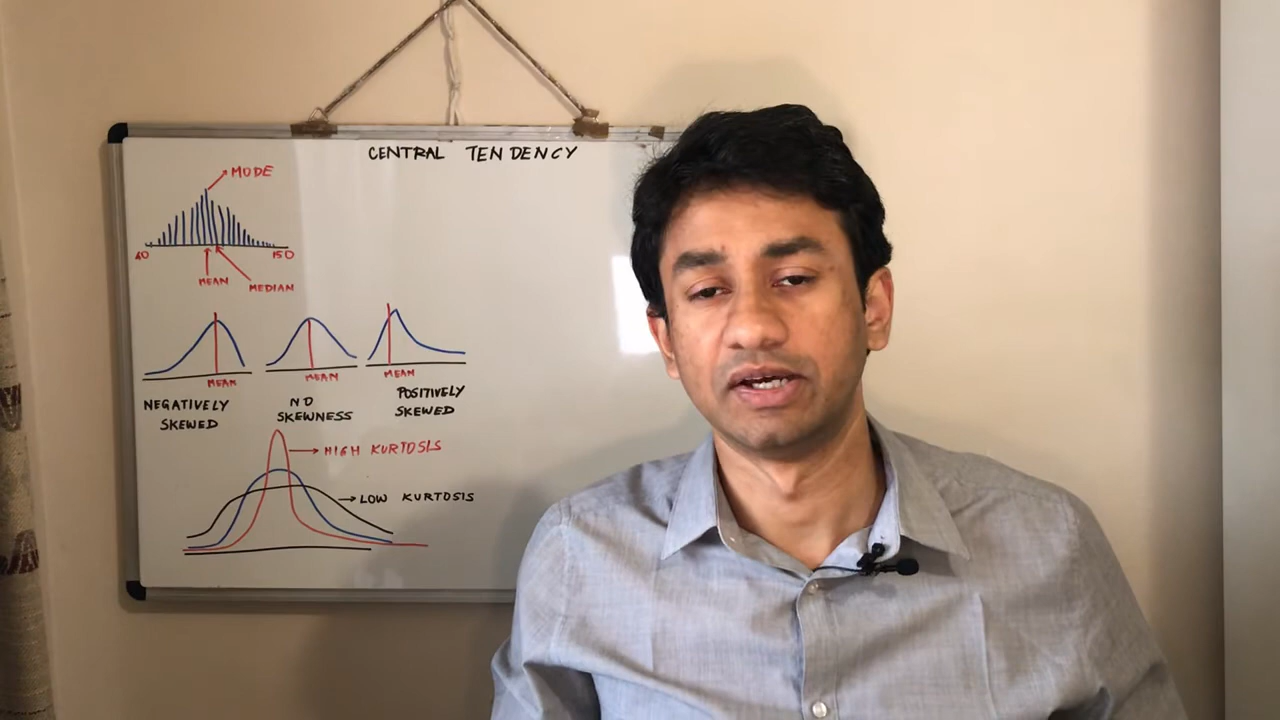 CENTRAL TENDENCY
MODE
40
150
MEAN
MEDIAN
MEAN
MEAN
MEAN
NEGATIVELY
SKEWED
NO
SKEWNESS
POSITIVELY
SKEWED
HIGH KURTOSIS
LOW KURTOSIS